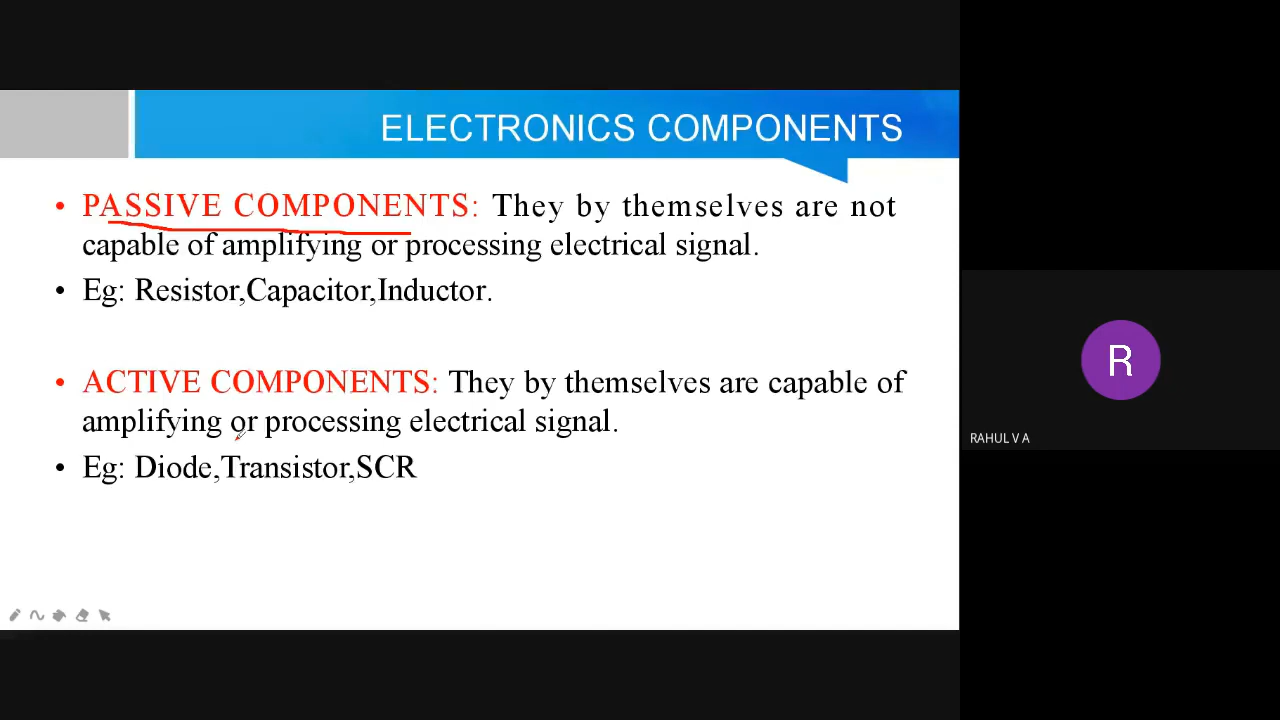 ELECTRONICS COMPONENTS
• PASSIVE COMPONENTS: They by themselves are not
capable of amplifying or processing electrical signal.
• Eg: Resistor,Capacitor,Inductor.
• ACTIVE COMPONENTS: They by themselves are capable of
amplifying or processing electrical signal.
• Eg: Diode,Transistor,SCR
R
RAHUL V A